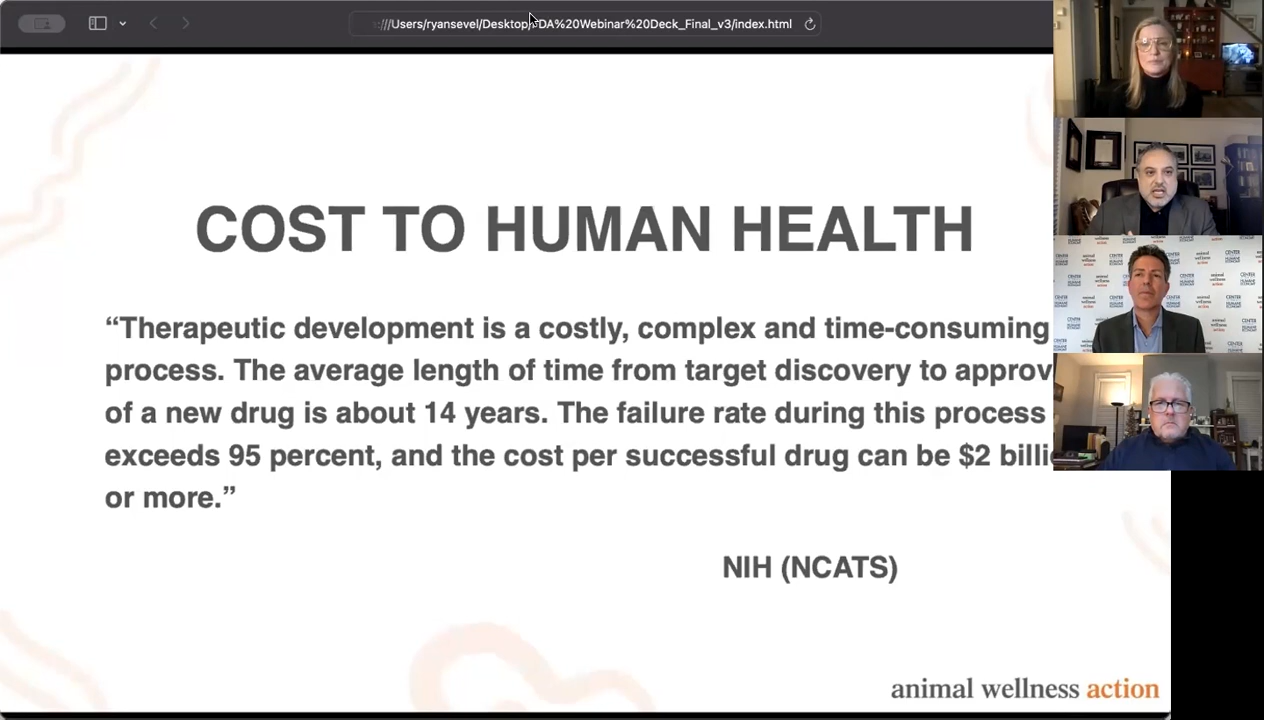 :///Users/ryansevel/Desktop/FDA%20Webinar%20Deck_Final_v3/index.html
COST TO HUMAN HEALTH
“Therapeutic development is a costly, complex and time-consuming
process. The average length of time from target discovery to approv
of a new drug is about 14 years. The failure rate during this process
exceeds 95 percent, and the cost per successful drug can be $2 billi
or more.”
NIH (NCATS)
animal wellness action